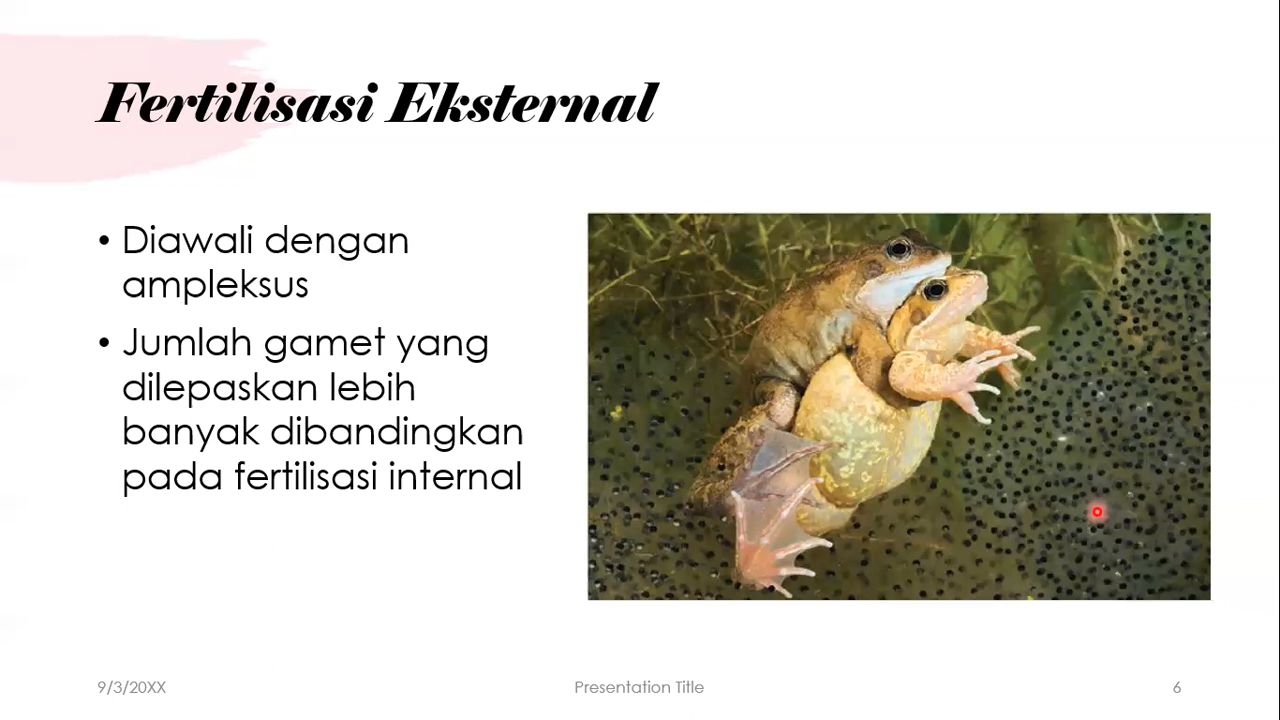 Fertilisasi Eksternal
• Diawali dengan
ampleksus
• Jumlah gamet yang
dilepaskan lebih
banyak dibandingkan
pada fertilisasi internal
9/3/20XX
Presentation Title
6